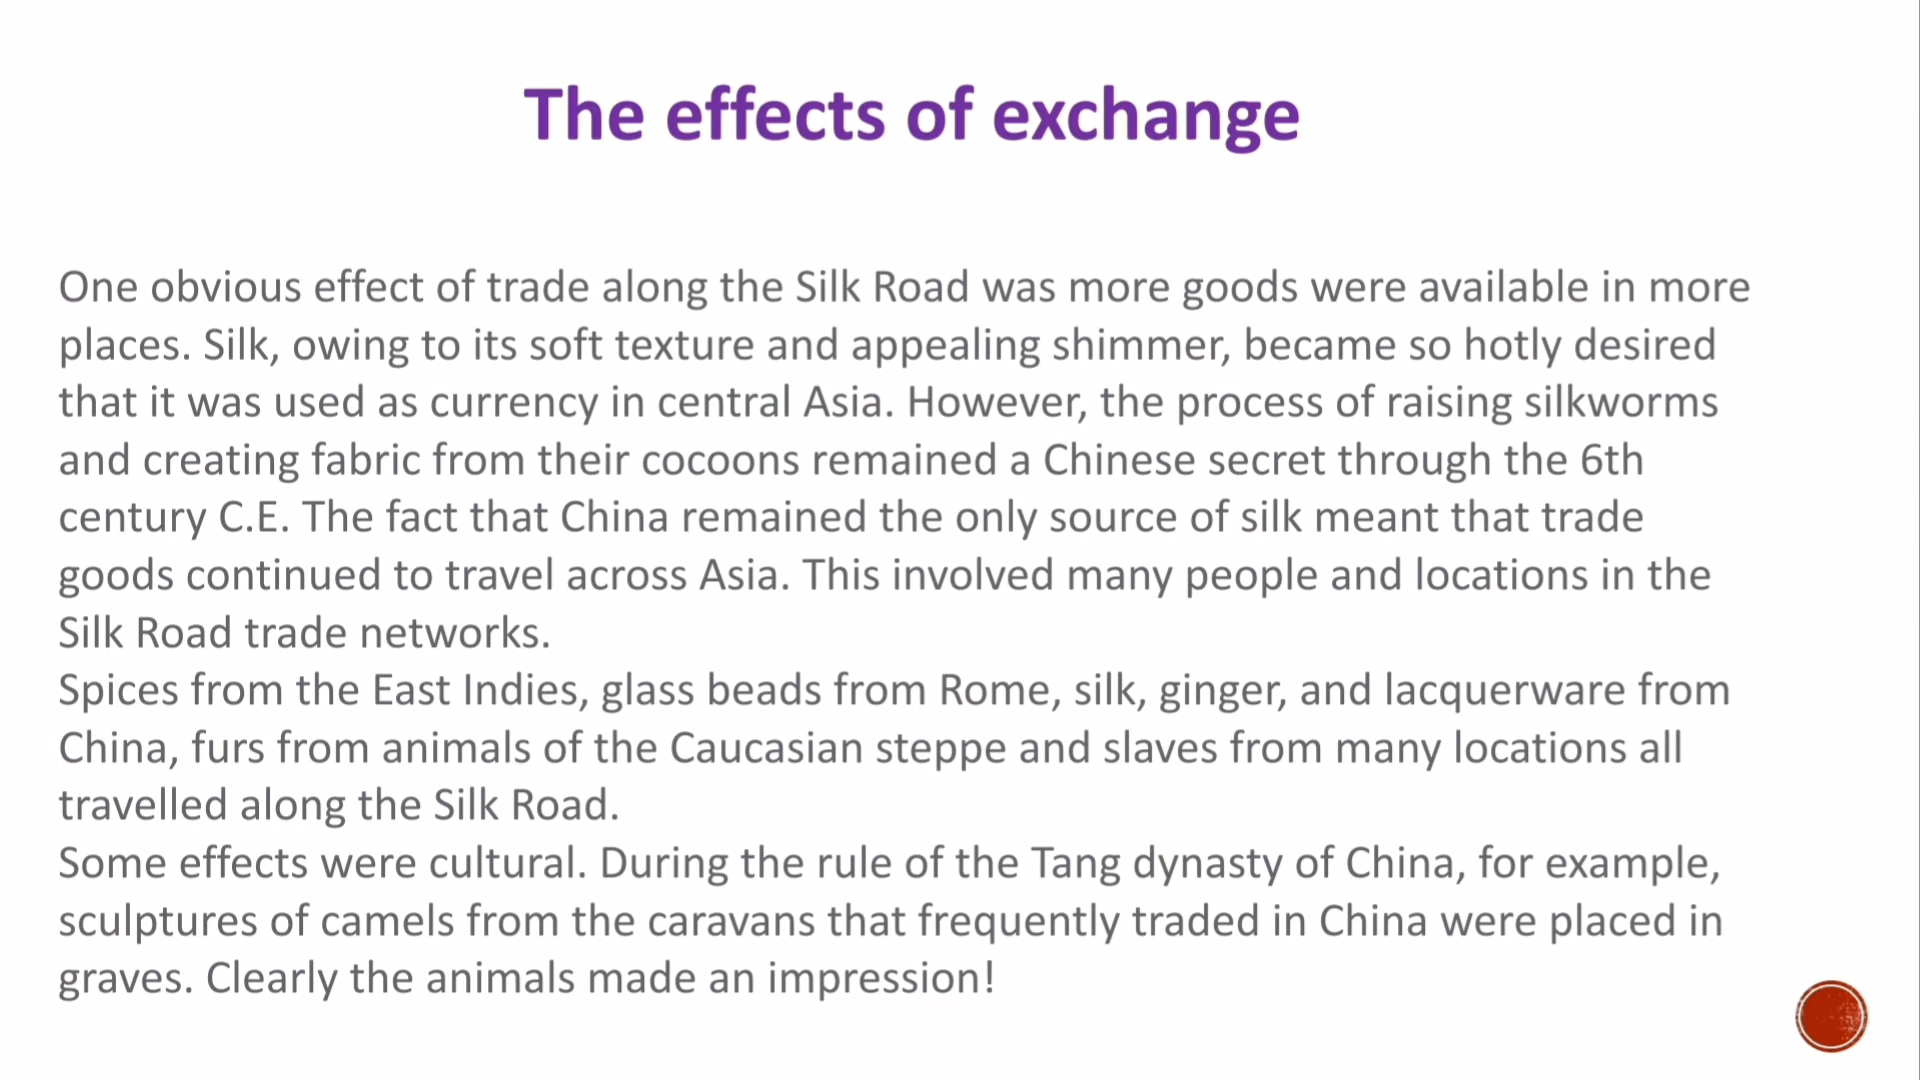 The effects of exchange
One obvious effect of trade along the Silk Road was more goods were available in more
places. Silk, owing to its soft texture and appealing shimmer, became so hotly desired
that it was used as currency in central Asia. However, the process of raising silkworms
and creating fabric from their cocoons remained a Chinese secret through the 6th
century C.E. The fact that China remained the only source of silk meant that trade
goods continued to travel across Asia. This involved many people and locations in the
Silk Road trade networks.
Spices from the East Indies, glass beads from Rome, silk, ginger, and lacquerware from
China, furs from animals of the Caucasian steppe and slaves from many locations all
travelled along the Silk Road.
Some effects were cultural. During the rule of the Tang dynasty of China, for example,
sculptures of camels from the caravans that frequently traded in China were placed in
graves. Clearly the animals made an impression!